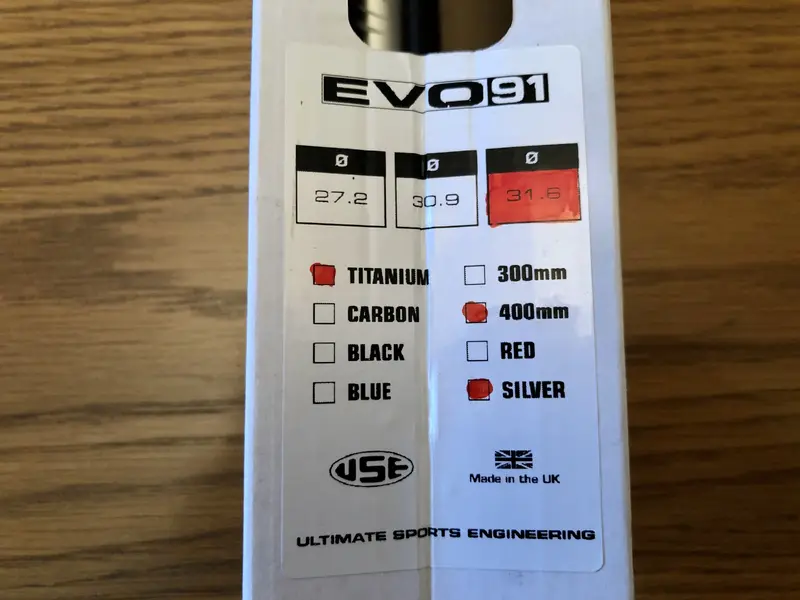 EVO91
Ø Ø Ø
27.2 30.9 31.6
TITANIUM 300mm
CARBON 400mm
BLACK RED
BLUE SILVER
USE
Made in the UK
ULTIMATE SPORTS ENGINEERING